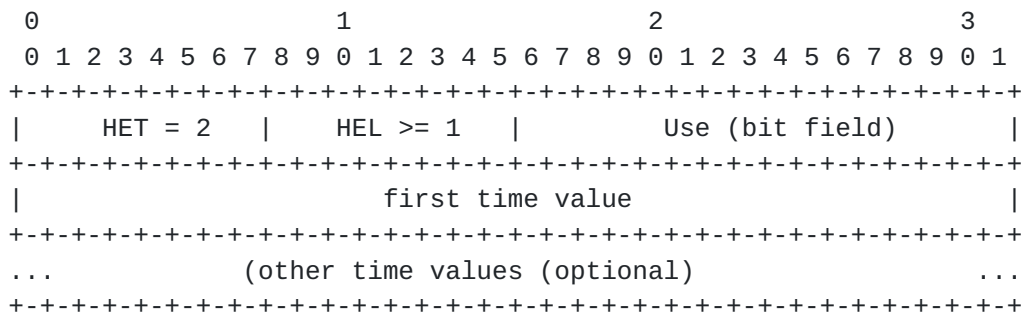 0                   1                   2                   3
 0 1 2 3 4 5 6 7 8 9 0 1 2 3 4 5 6 7 8 9 0 1 2 3 4 5 6 7 8 9 0 1
+-+-+-+-+-+-+-+-+-+-+-+-+-+-+-+-+-+-+-+-+-+-+-+-+-+-+-+-+-+-+-+-+
|     HET = 2   |    HEL >= 1   |         Use (bit field)       |
+-+-+-+-+-+-+-+-+-+-+-+-+-+-+-+-+-+-+-+-+-+-+-+-+-+-+-+-+-+-+-+-+
|                       first time value                        |
+-+-+-+-+-+-+-+-+-+-+-+-+-+-+-+-+-+-+-+-+-+-+-+-+-+-+-+-+-+-+-+-+
...            (other time values (optional)                  ...
+-+-+-+-+-+-+-+-+-+-+-+-+-+-+-+-+-+-+-+-+-+-+-+-+-+-+-+-+-+-+-+-+